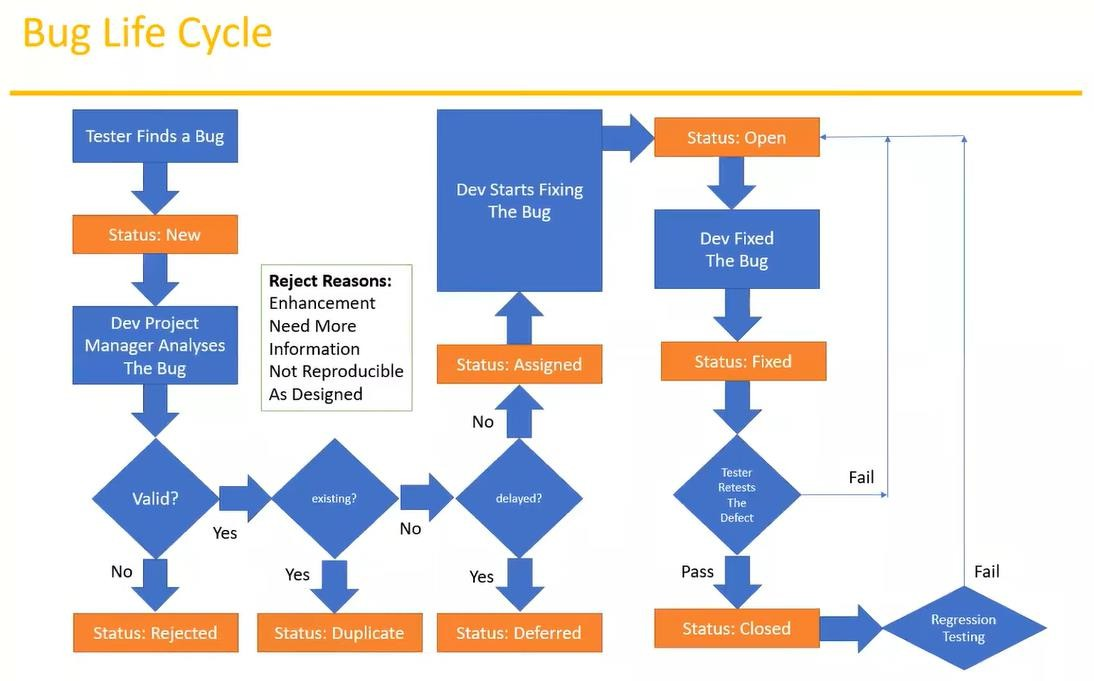 Bug Life Cycle
Tester Finds a Bug
Status: New
Dev Project
Manager Analyses
The Bug
Valid?
Yes
No
Status: Rejected
Reject Reasons:
Enhancement
Need More
Information
Not Reproducible
As Designed
existing?
No
Yes
Status: Duplicate
delayed?
Yes
Status: Deferred
No
Status: Assigned
Dev Starts Fixing
The Bug
Status: Open
Dev Fixed
The Bug
Status: Fixed
Tester
Retests
The
Defect
Fail
Pass
Status: Closed
Regression
Testing
Fail